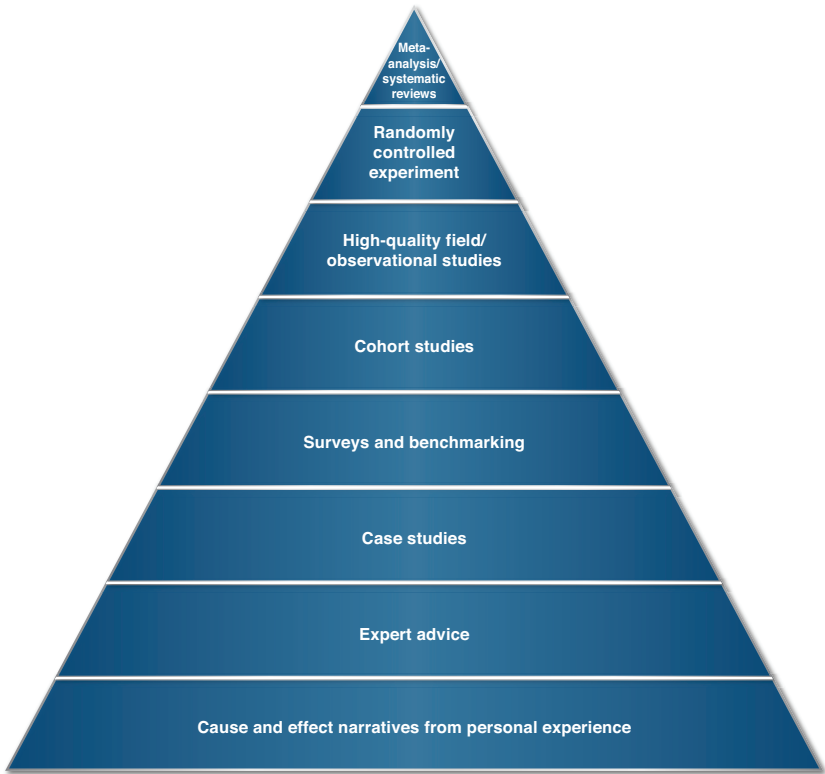 Meta-
analysis/
systematic
reviews
Randomly
controlled
experiment
High-quality field/
observational studies
Cohort studies
Surveys and benchmarking
Case studies
Expert advice
Cause and effect narratives from personal experience